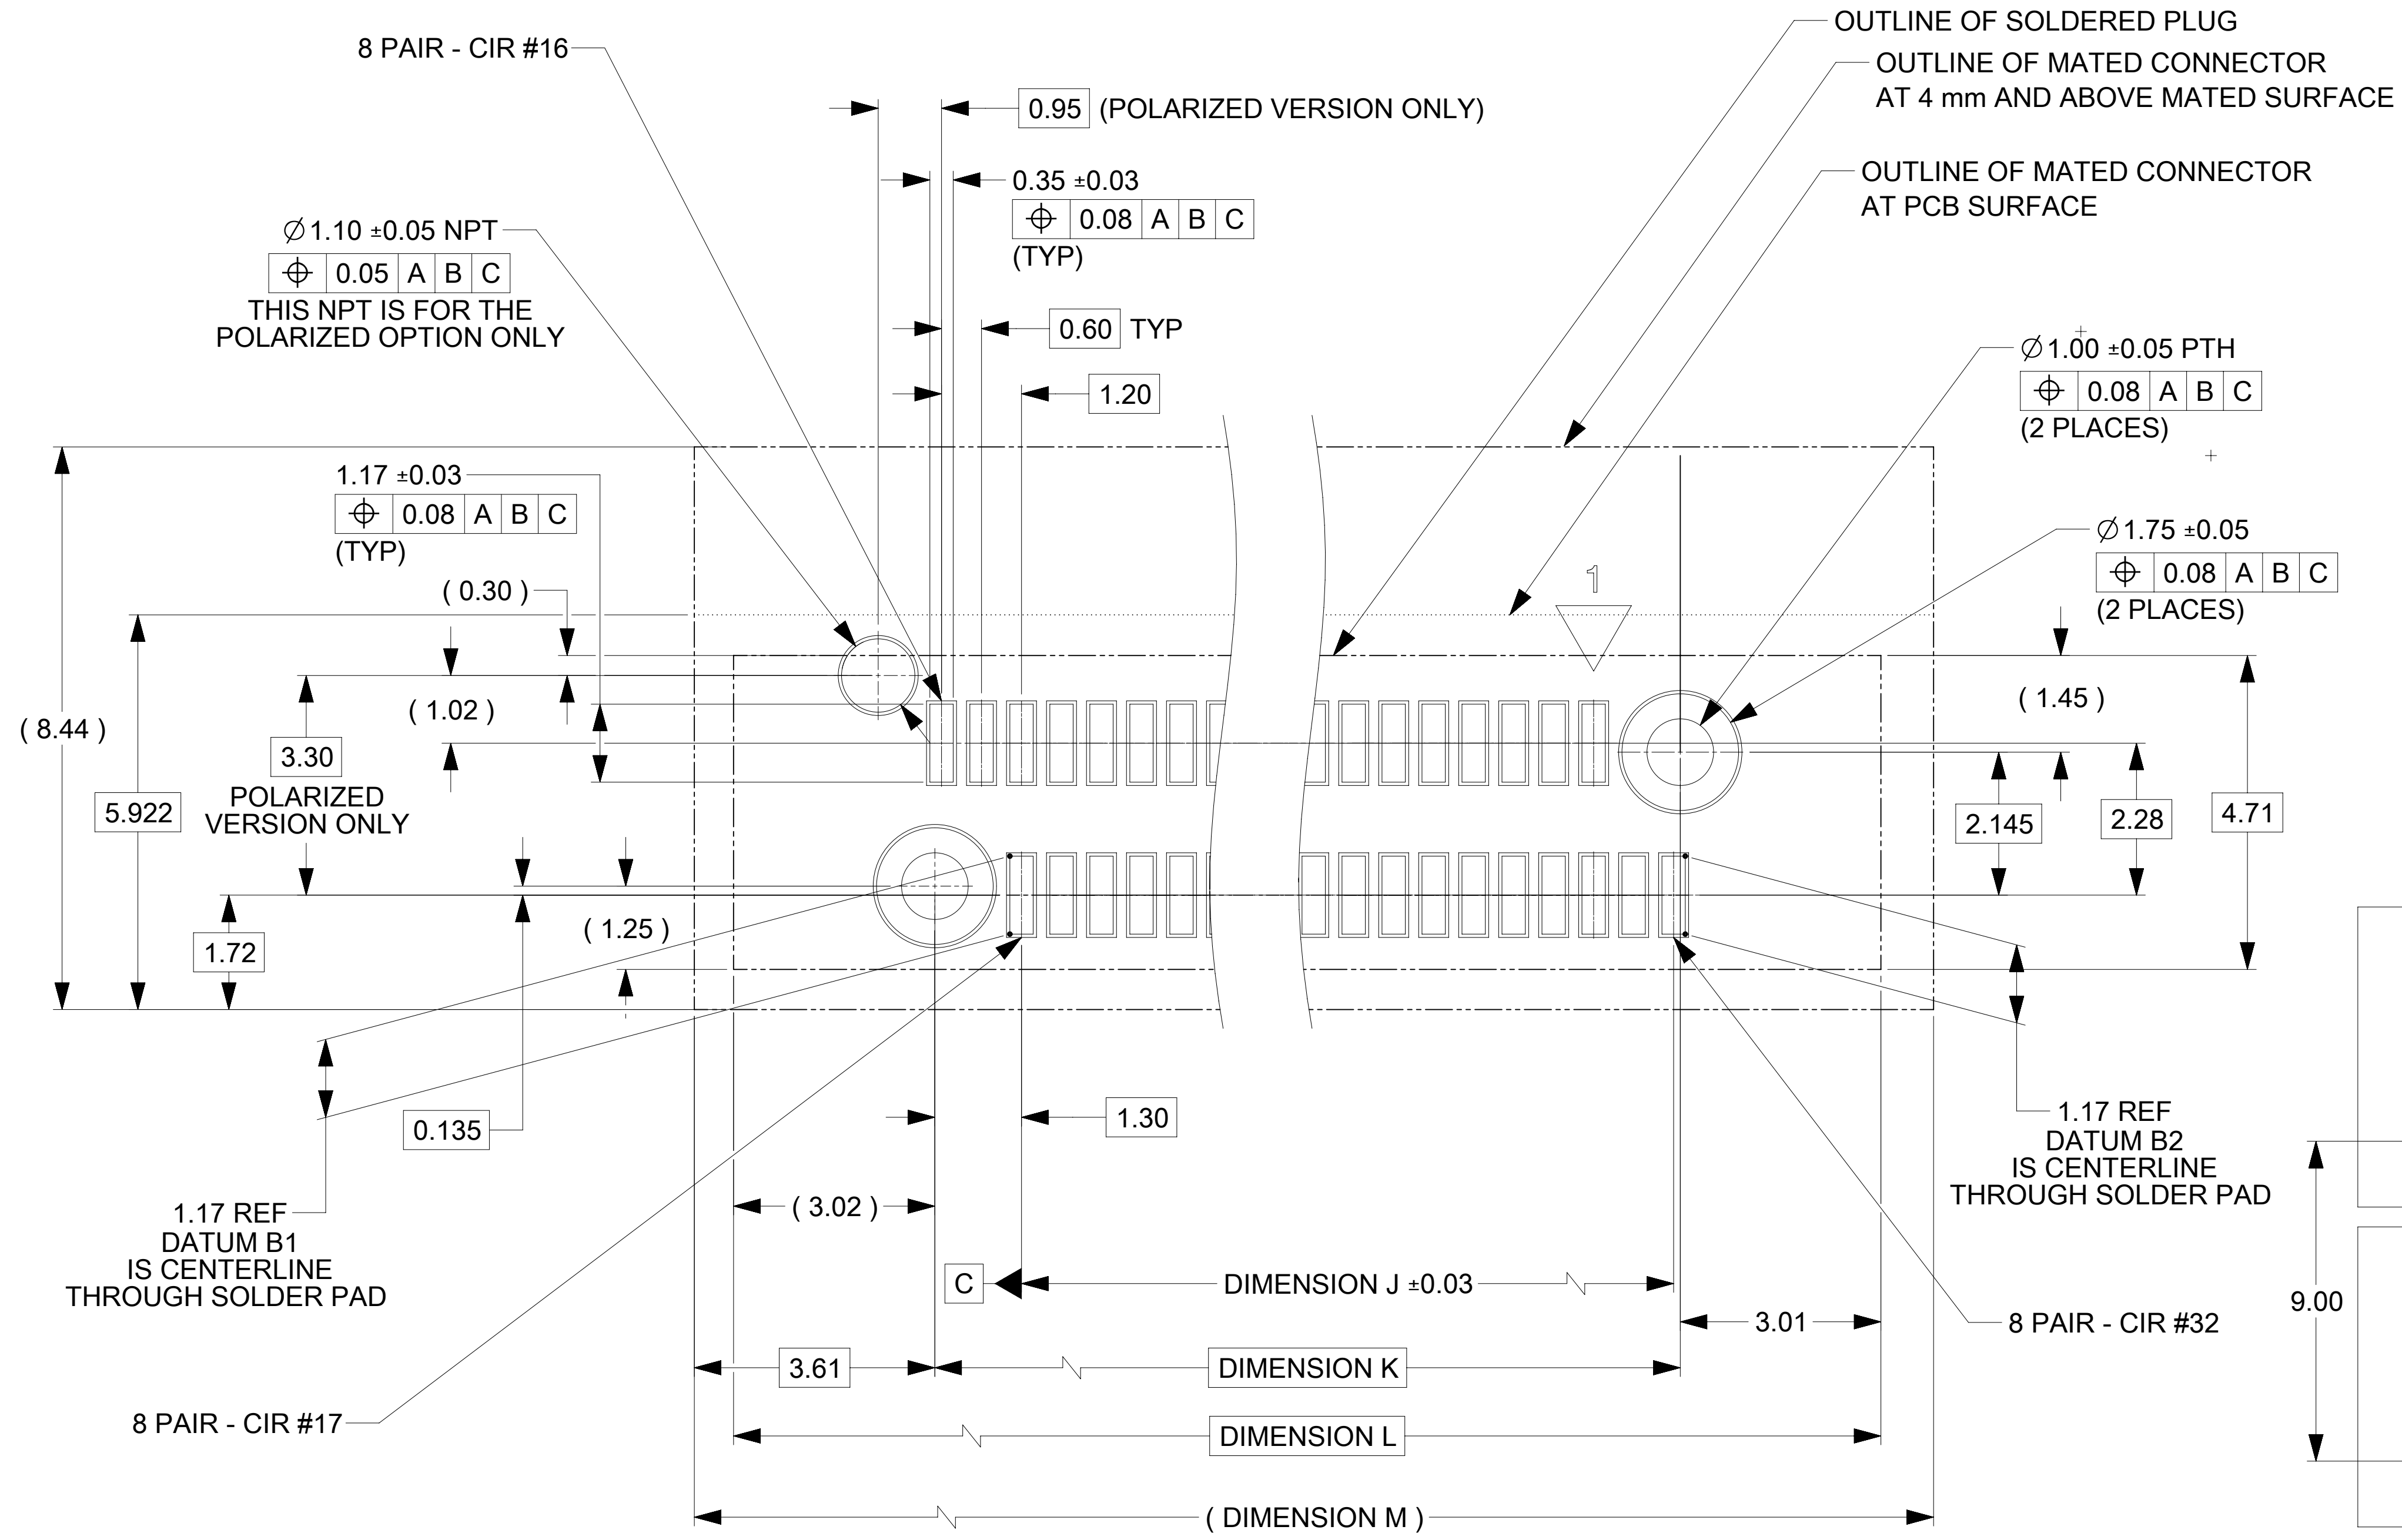 OUTLINE OF SOLDERED PLUG
8 PAIR - CIR #16
OUTLINE OF MATED CONNECTOR
AT 4 mm AND ABOVE MATED SURFACE
0.95 (POLARIZED VERSION ONLY)
OUTLINE OF MATED CONNECTOR
AT PCB SURFACE
0.35 ±0.03
⌖ 0.08 A B C
(TYP)
∅1.10 ±0.05 NPT
⌖ 0.05 A B C
THIS NPT IS FOR THE
POLARIZED OPTION ONLY
0.60 TYP
∅1.00 ±0.05 PTH
⌖ 0.08 A B C
(2 PLACES)
1.20
1.17 ±0.03
⌖ 0.08 A B C
(TYP)
∅1.75 ±0.05
⌖ 0.08 A B C
(2 PLACES)
1
( 0.30 )
( 1.02 )
( 1.45 )
( 8.44 )
3.30
POLARIZED
VERSION ONLY
5.922
2.145
2.28
4.71
( 1.25 )
1.72
0.135
1.30
1.17 REF
DATUM B2
IS CENTERLINE
THROUGH SOLDER PAD
1.17 REF
DATUM B1
IS CENTERLINE
THROUGH SOLDER PAD
( 3.02 )
C
DIMENSION J ±0.03
9.00
3.01
8 PAIR - CIR #32
3.61
DIMENSION K
8 PAIR - CIR #17
DIMENSION L
( DIMENSION M )